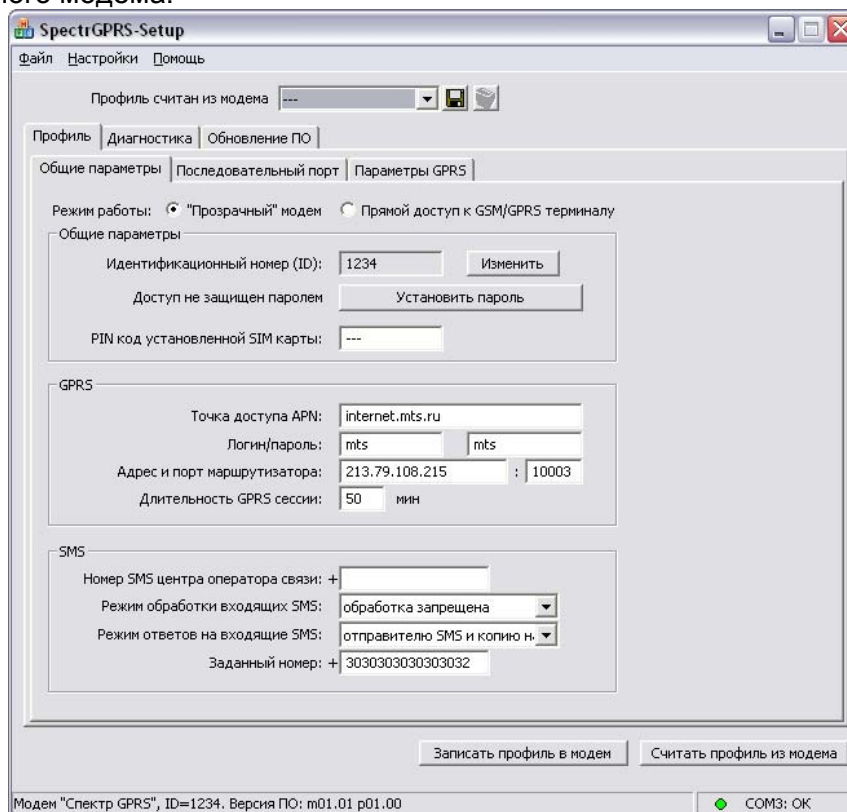 ного модема.
SpectrGPRS-Setup
Файл Настройки Помощь
Профиль считан из модема ---
Профиль Диагностика Обновление ПО
Общие параметры Последовательный порт Параметры GPRS
Режим работы: "Прозрачный" модем Прямой доступ к GSM/GPRS терминалу
Общие параметры
Идентификационный номер (ID): 1234 Изменить
Доступ не защищен паролем Установить пароль
PIN код установленной SIM карты: ---
GPRS
Точка доступа APN: internet.mts.ru
Логин/пароль: mts mts
Адрес и порт маршрутизатора: 213.79.108.215 : 10003
Длительность GPRS сессии: 50 мин
SMS
Номер SMS центра оператора связи: +
Режим обработки входящих SMS: обработка запрещена
Режим ответов на входящие SMS: отправителю SMS и копию н
Заданный номер: + 3030303030303032
Записать профиль в модем Считать профиль из модема
Модем "Спектр GPRS", ID=1234. Версия ПО: m01.01 p01.00 COM3: OK